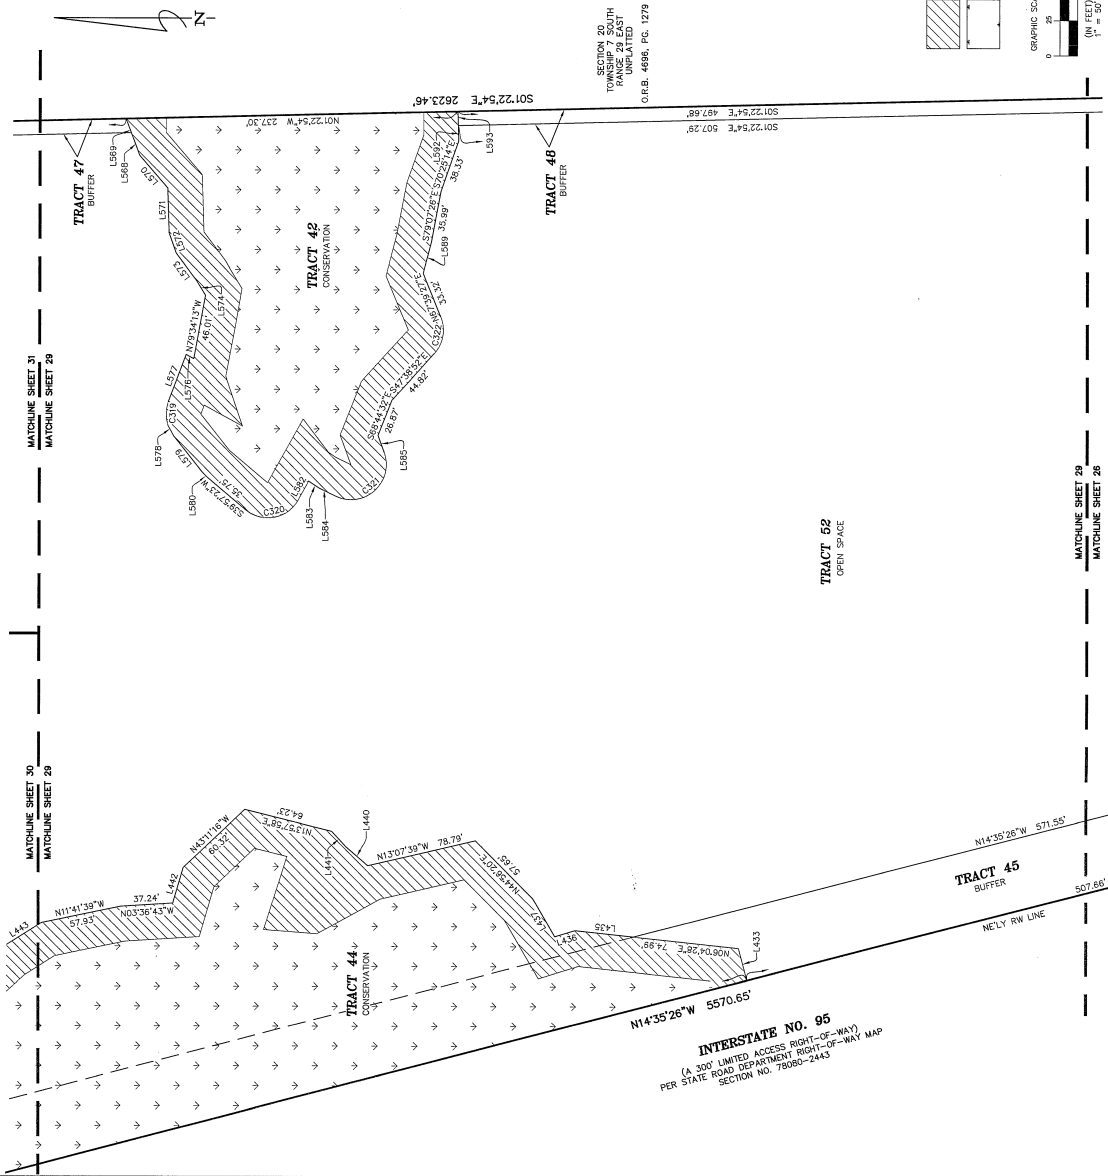 -N-
SECTION 20
TOWNSHIP 7 SOUTH
RANGE 29 EAST
UNPLATTED
O.R.B. 4696, PG. 1279
GRAPHIC
0
25
(IN FEET)
1" = 50'
MATCHLINE SHEET 31
MATCHLINE SHEET 29
S01°22'54"E 2623.46'
N01°22'54"W 237.30'
S01°22'54"E 497.68'
S01°22'54"E 507.29'
TRACT 47
BUFFER
L569
L568
L570
L571
L572
L573
L574
N79°34'13"W
46.01'
L576
L577
C319
L578
L579
L580
S39°57'23"W
35.75'
C320
L582
L583
L584
C321
L585
S68°44'32"E
26.87'
S47°38'52"E
44.82'
C322
N67°39'27"E
33.32'
L589
S79°07'26"E
35.99'
S70°25'14"E
38.33'
L592
L593
TRACT 42
CONSERVATION
TRACT 48
BUFFER
TRACT 52
OPEN SPACE
MATCHLINE SHEET 29
MATCHLINE SHEET 26
MATCHLINE SHEET 30
MATCHLINE SHEET 29
L443
N11°41'39"W
57.93'
37.24'
N03°36'43"W
L442
N43°11'16"W
60.32'
64.23'
N13°57'58"E
L441
L440
N13°07'39"W 78.79'
57.65'
N44°56'20"E
L437
L436
L435
N06°04'28"E 74.99'
L433
TRACT 44
CONSERVATION
N14°35'26"W 571.55'
TRACT 45
BUFFER
507.66'
NE'LY RW LINE
N14°35'26"W 5570.65'
INTERSTATE NO. 95
(A 300' LIMITED ACCESS RIGHT-OF-WAY)
PER STATE ROAD DEPARTMENT RIGHT-OF-WAY MAP
SECTION NO. 78080-2443